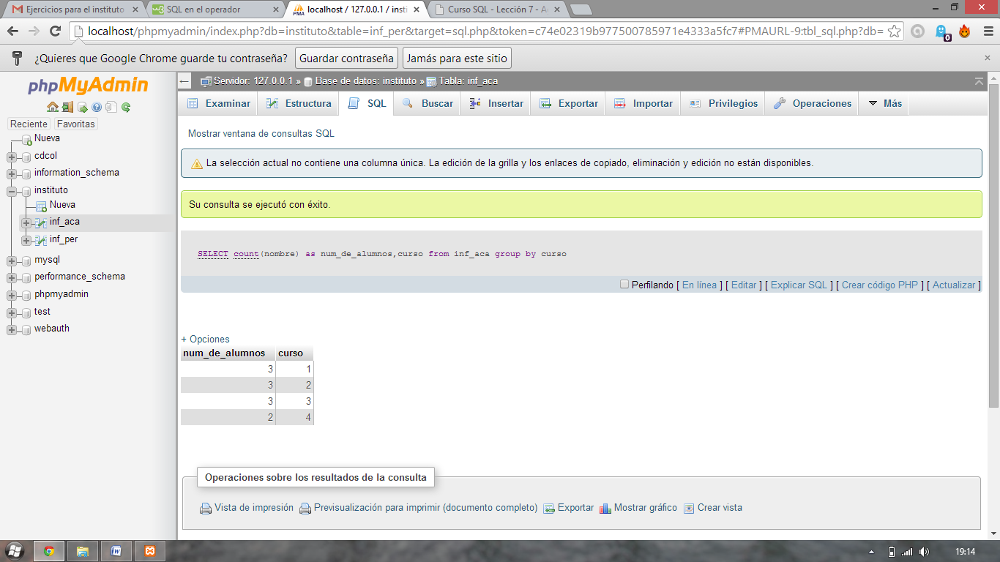 Ejercicios para el instituto
SQL en el operador
localhost / 127.0.0.1 / insti
Curso SQL - Lección 7 - A
localhost/phpmyadmin/index.php?db=instituto&table=inf_per&target=sql.php&token=c74e02319b977500785971e4333a5fc7#PMAURL-9:tbl_sql.php?db=
0
¿Quieres que Google Chrome guarde tu contraseña? Guardar contraseña Jamás para este sitio
phpMyAdmin
Reciente Favoritas
Nueva
cdcol
information_schema
instituto
Nueva
inf_aca
inf_per
mysql
performance_schema
phpmyadmin
test
webauth
Servidor: 127.0.0.1 » Base de datos: instituto » Tabla: inf_aca
Examinar Estructura SQL Buscar Insertar Exportar Importar Privilegios Operaciones Más
Mostrar ventana de consultas SQL
La selección actual no contiene una columna única. La edición de la grilla y los enlaces de copiado, eliminación y edición no están disponibles.
Su consulta se ejecutó con éxito.
SELECT count(nombre) as num_de_alumnos,curso from inf_aca group by curso
Perfilando [ En línea ] [ Editar ] [ Explicar SQL ] [ Crear código PHP ] [ Actualizar ]
+ Opciones
num_de_alumnos curso
3 1
3 2
3 3
2 4
Operaciones sobre los resultados de la consulta
Vista de impresión Previsualización para imprimir (documento completo) Exportar Mostrar gráfico Crear vista
19:14